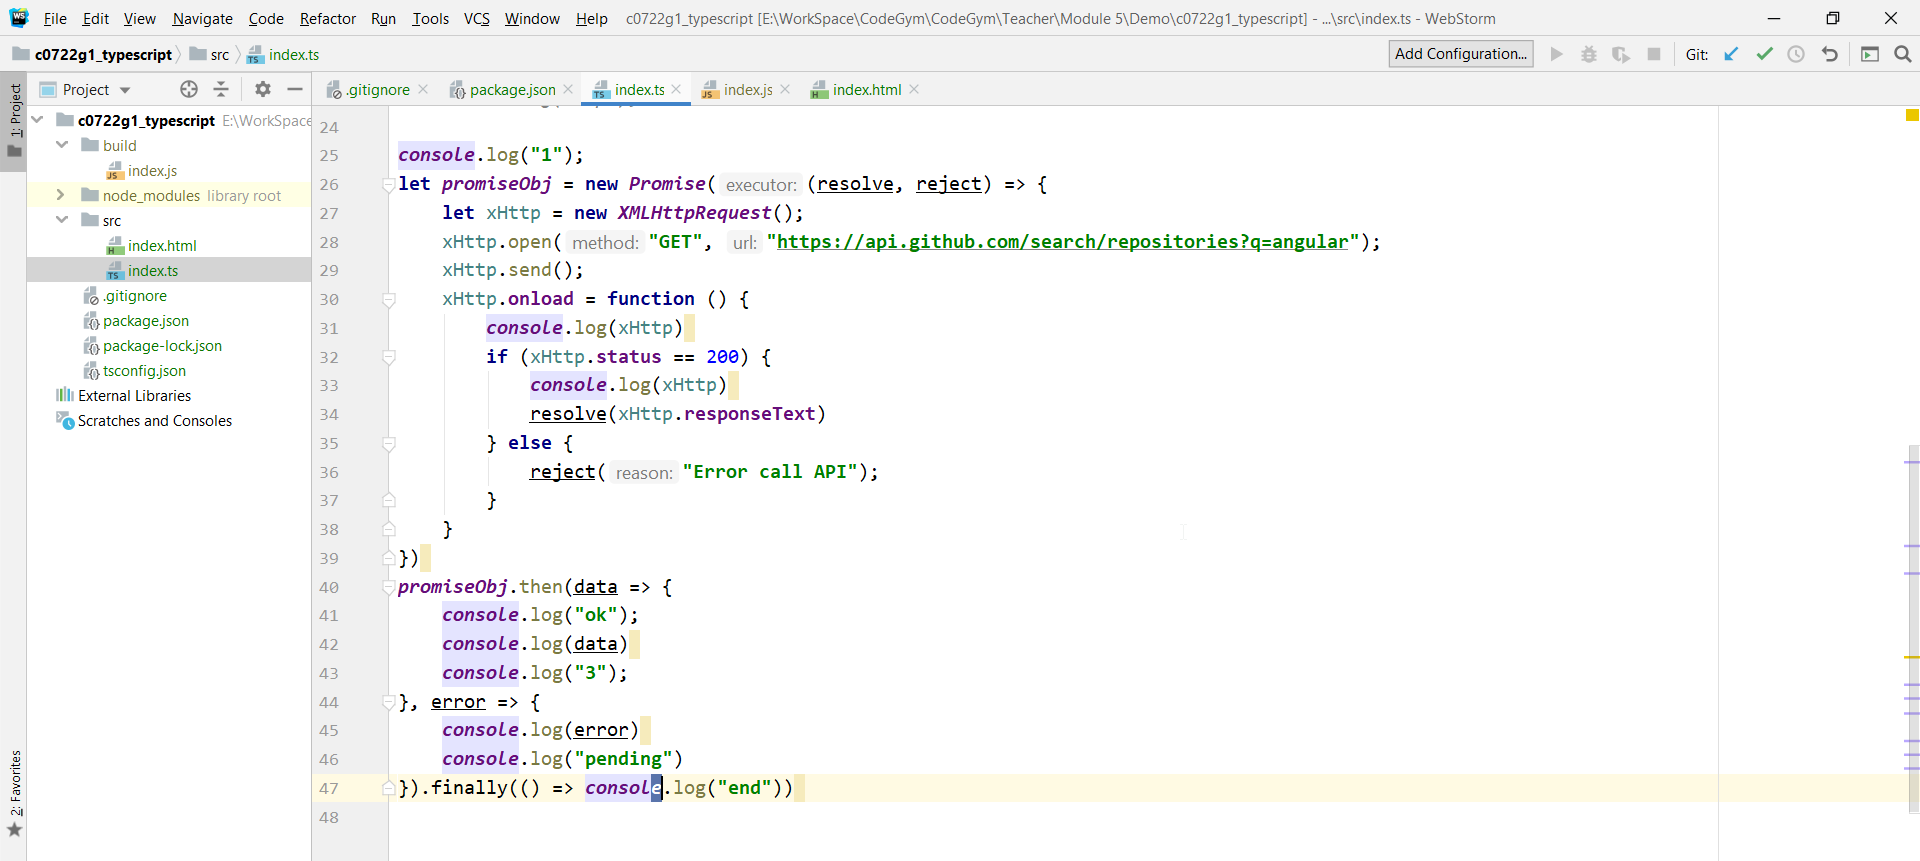 File Edit View Navigate Code Refactor Run Tools VCS Window Help c0722g1_typescript [E:\WorkSpace\CodeGym\CodeGym\Teacher\Module 5\Demo\c0722g1_typescript] - ...\src\index.ts - WebStorm
c0722g1_typescript src index.ts Add Configuration... Git:
Project .gitignore package.json index.ts index.js index.html
1: Project
2: Favorites
c0722g1_typescript E:\WorkSpace
build
index.js
node_modules library root
src
index.html
index.ts
.gitignore
package.json
package-lock.json
tsconfig.json
External Libraries
Scratches and Consoles
24
25 console.log("1");
26 let promiseObj = new Promise( executor: (resolve, reject) => {
27 let xHttp = new XMLHttpRequest();
28 xHttp.open( method: "GET", url: "https://api.github.com/search/repositories?q=angular");
29 xHttp.send();
30 xHttp.onload = function () {
31 console.log(xHttp)
32 if (xHttp.status == 200) {
33 console.log(xHttp)
34 resolve(xHttp.responseText)
35 } else {
36 reject( reason: "Error call API");
37 }
38 }
39 })
40 promiseObj.then(data => {
41 console.log("ok");
42 console.log(data)
43 console.log("3");
44 }, error => {
45 console.log(error)
46 console.log("pending")
47 }).finally(() => console.log("end"))
48